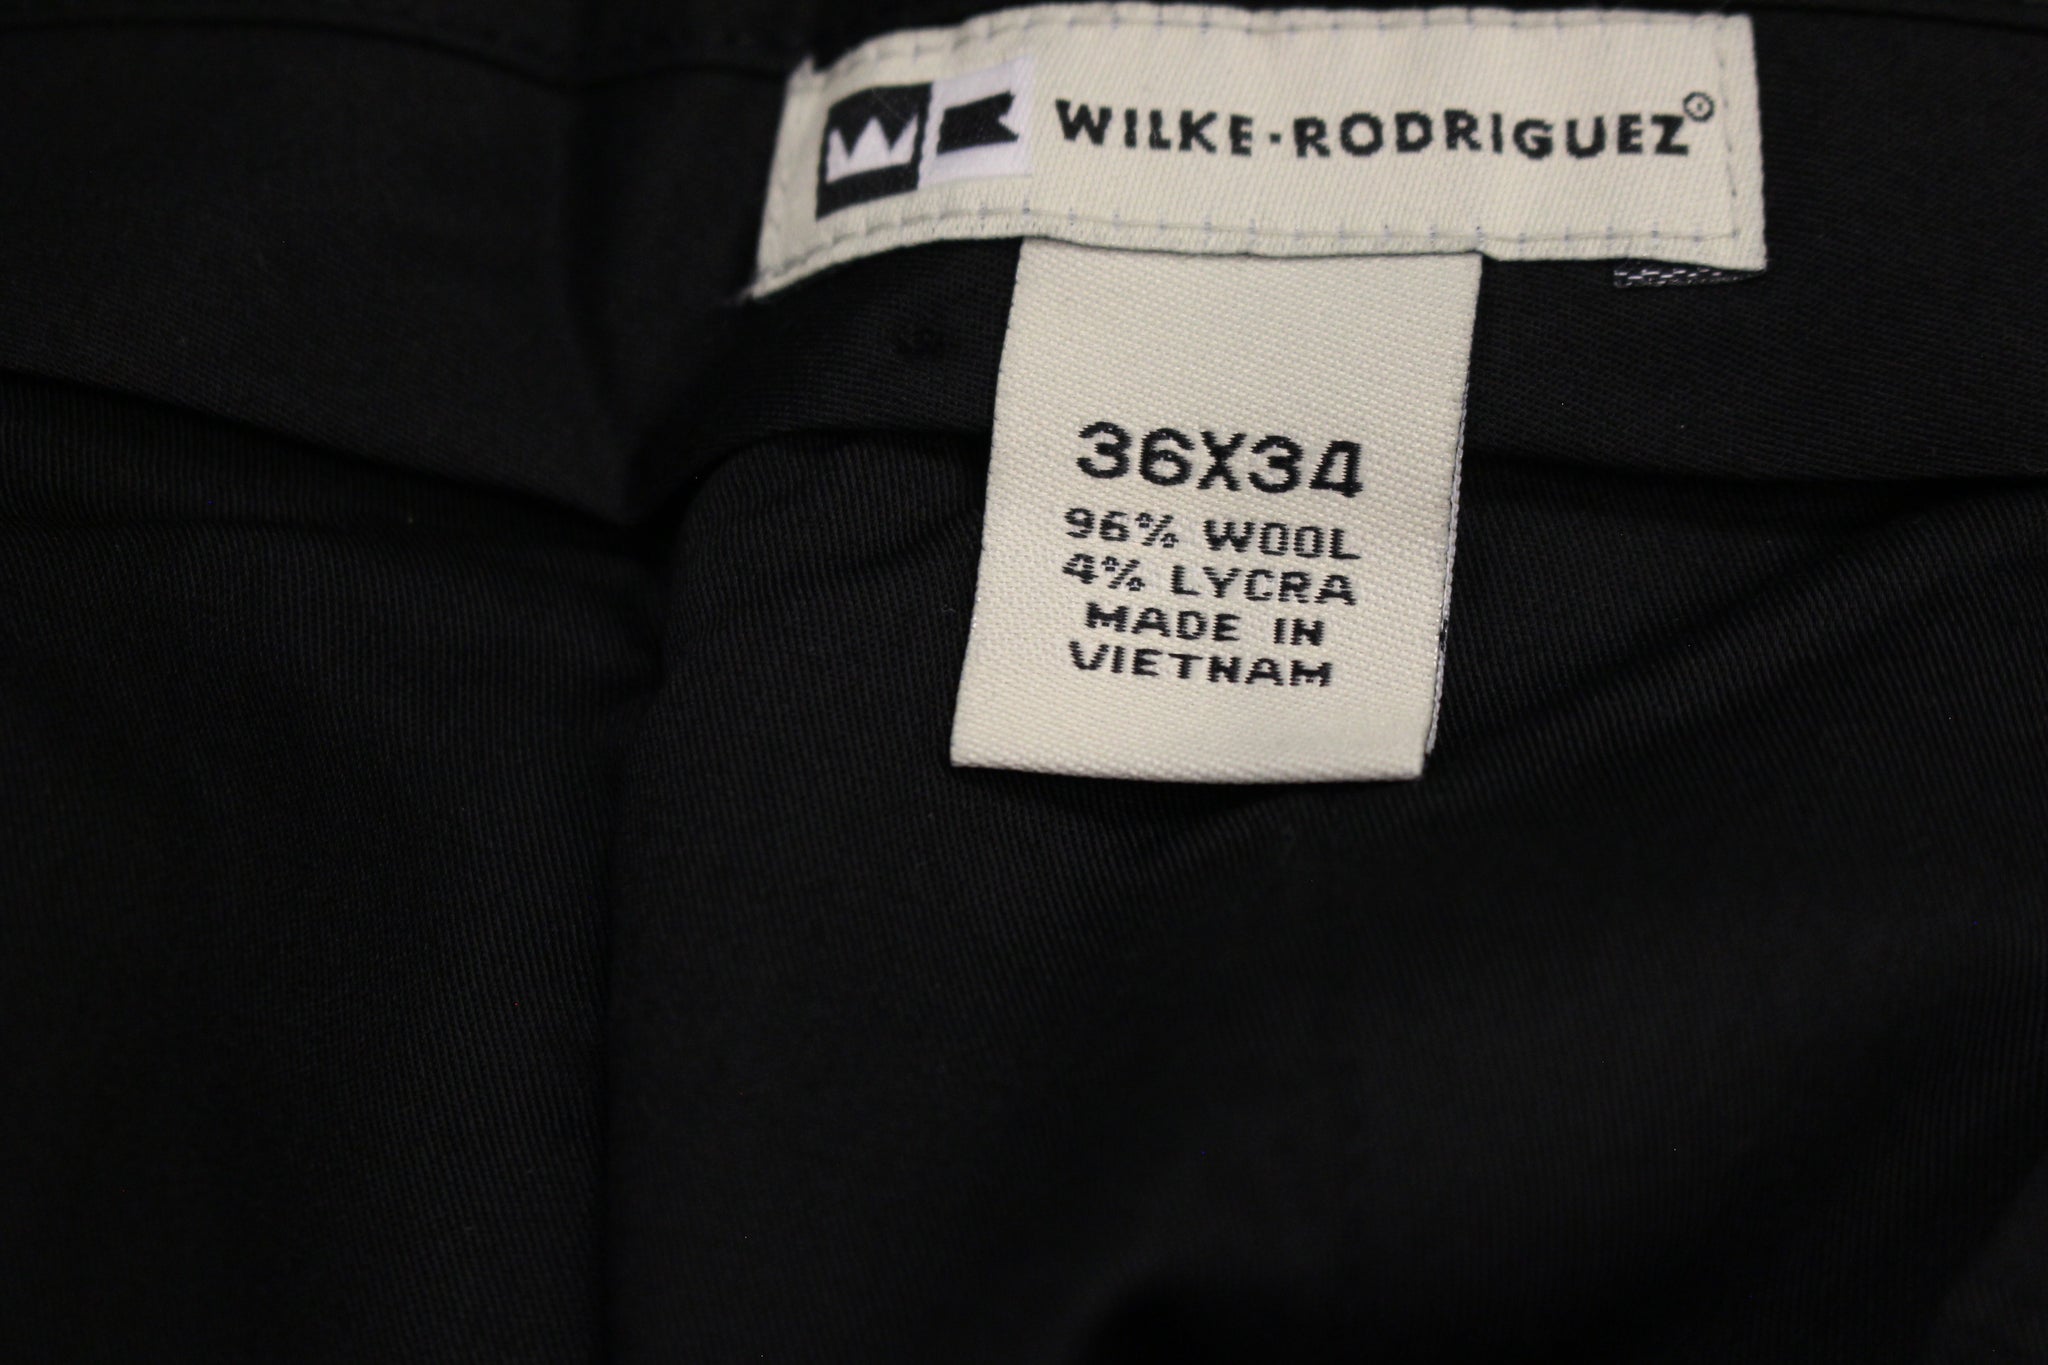 WILKE·RODRIGUEZ®
36X34
96% WOOL
4% LYCRA
MADE IN
VIETNAM